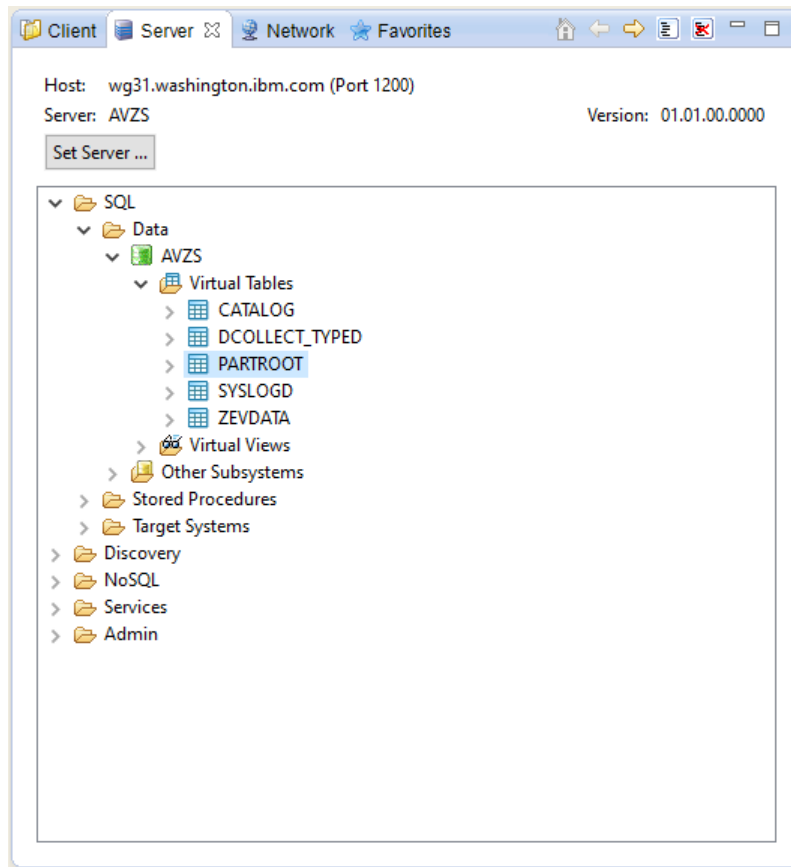 Client Server Network Favorites
Host: wg31.washington.ibm.com (Port 1200)
Server: AVZS Version: 01.01.00.0000
Set Server ...
SQL
Data
AVZS
Virtual Tables
CATALOG
DCOLLECT_TYPED
PARTROOT
SYSLOGD
ZEVDATA
Virtual Views
Other Subsystems
Stored Procedures
Target Systems
Discovery
NoSQL
Services
Admin